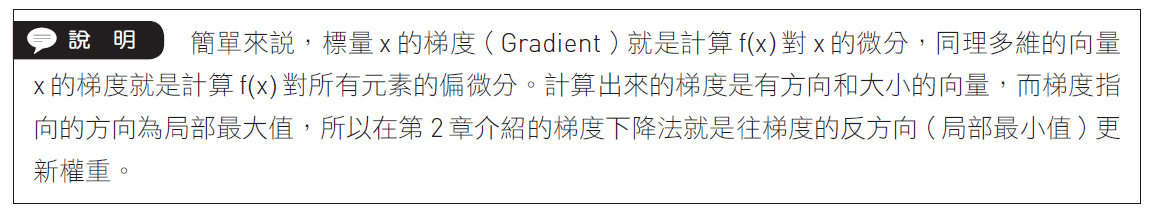 說 明 簡單來說，標量 x 的梯度（Gradient）就是計算 f(x) 對 x 的微分，同理多維的向量
x 的梯度就是計算 f(x) 對所有元素的偏微分。計算出來的梯度是有方向和大小的向量，而梯度指
向的方向為局部最大值，所以在第 2 章介紹的梯度下降法就是往梯度的反方向（局部最小值）更
新權重。